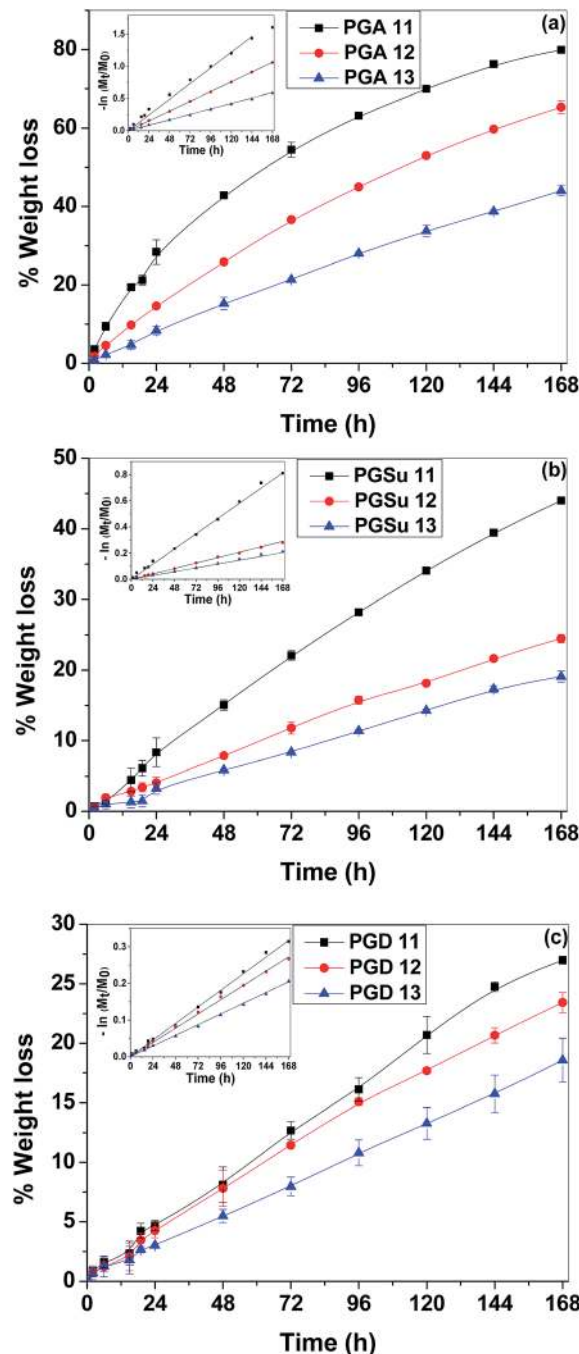 (a)
PGA 11
PGA 12
PGA 13
-ln (Mt/M0)
1.5
1.0
0.5
0.0
0 24 48 72 96 120 144 168
Time (h)
% Weight loss
80
60
40
20
0
0 24 48 72 96 120 144 168
Time (h)
(b)
PGSu 11
PGSu 12
PGSu 13
- ln (Mt/M0)
0.8
0.6
0.4
0.2
0.0
0 24 48 72 96 120 144 168
Time (h)
% Weight loss
50
40
30
20
10
0
0 24 48 72 96 120 144 168
Time (h)
(c)
PGD 11
PGD 12
PGD 13
- ln (Mt/M0)
0.3
0.2
0.1
0.0
0 24 48 72 96 120 144 168
Time (h)
% Weight loss
30
25
20
15
10
5
0
0 24 48 72 96 120 144 168
Time (h)